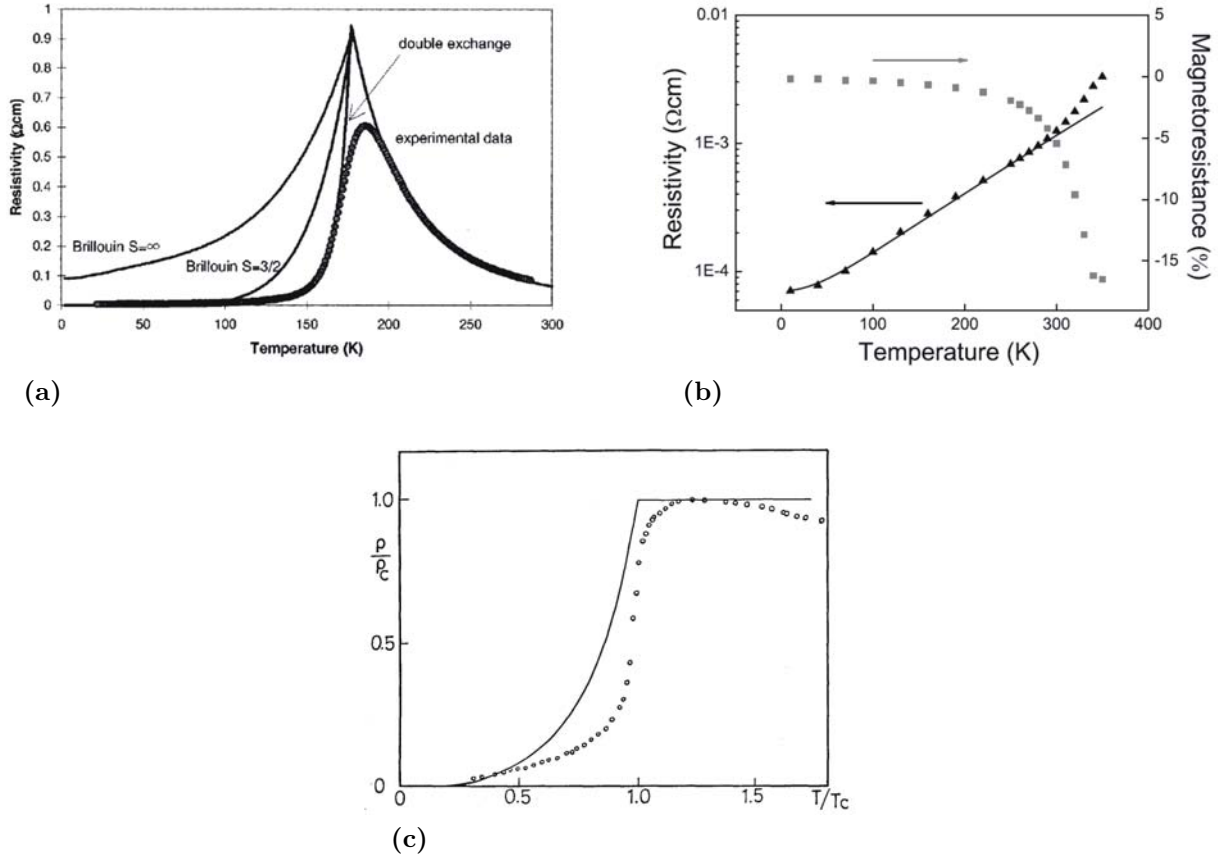 1
0.9
0.8
0.7
0.6
0.5
0.4
0.3
0.2
0.1
0
Resistivity (Ωcm)
double exchange
experimental data
Brillouin S=∞
Brillouin S=3/2
0 50 100 150 200 250 300
Temperature (K)
(a)
0.01
1E-3
1E-4
Resistivity (Ωcm)
5
0
-5
-10
-15
Magnetoresistance (%)
0 100 200 300 400
Temperature (K)
(b)
1.0
ρ
ρc
0.5
0
0 0.5 1.0 1.5 T/Tc
(c)